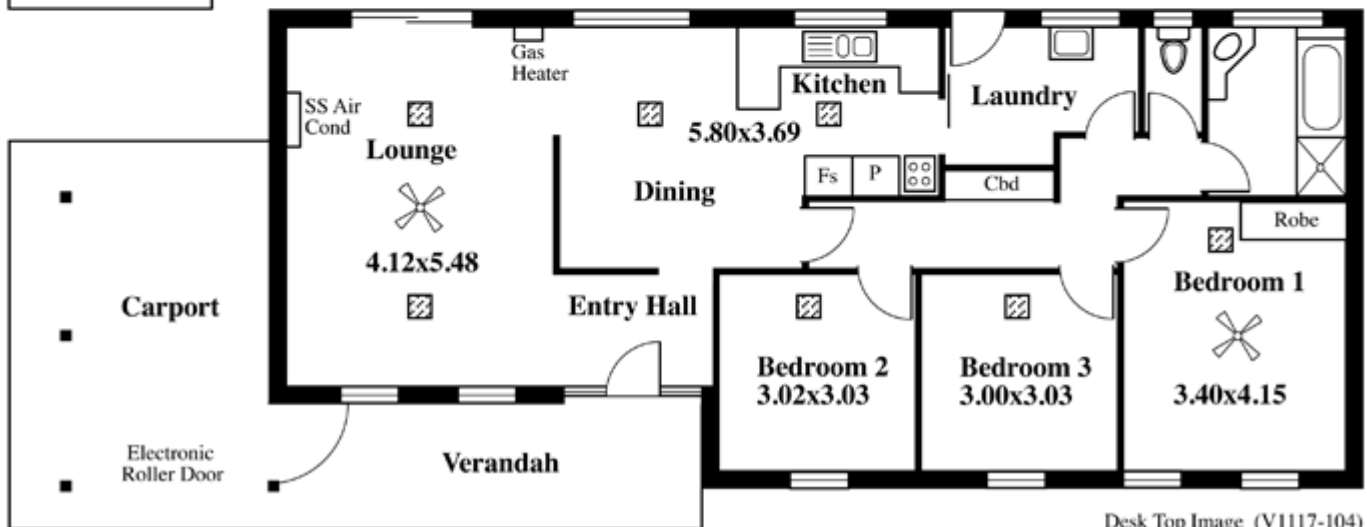 Gas
Heater
SS Air
Cond
Lounge
4.12x5.48
Kitchen
5.80x3.69
Dining
Fs
P
Laundry
Cbd
Robe
Carport
Entry Hall
Bedroom 1
3.40x4.15
Bedroom 2
3.02x3.03
Bedroom 3
3.00x3.03
Electronic
Roller Door
Verandah
Desk Top Image (V1117-104)